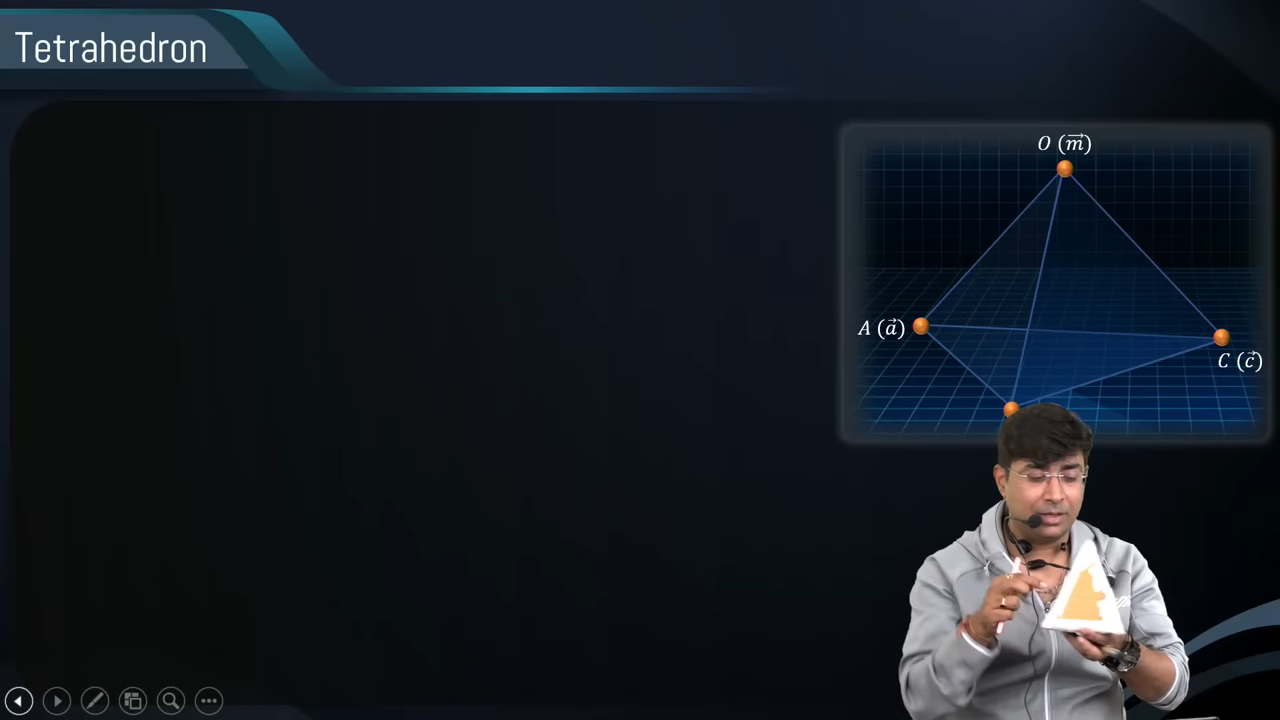 Tetrahedron
O (m⃗)
A (a⃗)
C (c⃗)